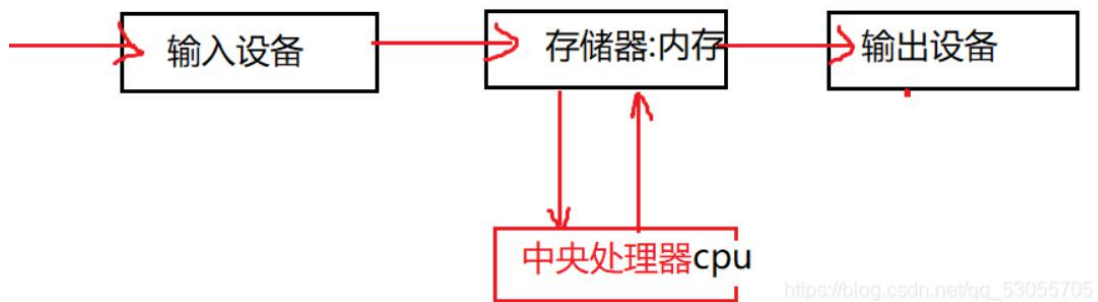 输入设备
存储器:内存
输出设备
中央处理器cpu
https://blog.csdn.net/qq_53055705